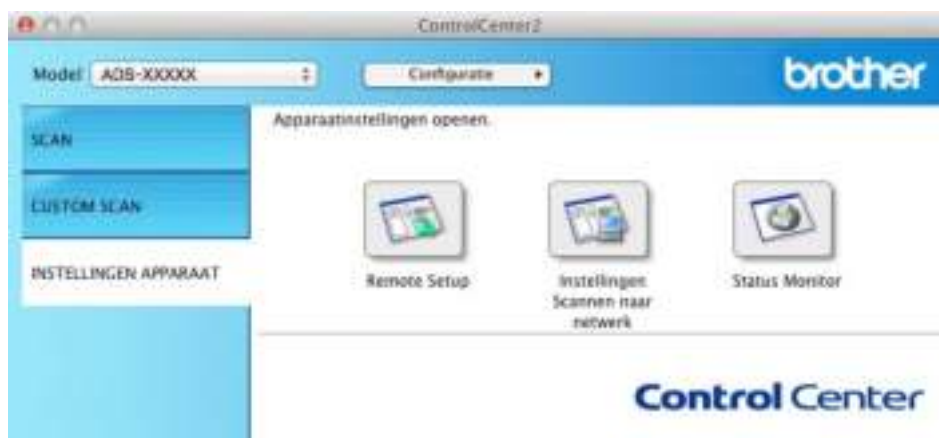 ControlCenter2
Model ADS-XXXXX Configuratie
brother
SCAN
CUSTOM SCAN
INSTELLINGEN APPARAAT
Apparaatinstellingen openen.
Remote Setup
Instellingen
Scannen naar
netwerk
Status Monitor
Control Center